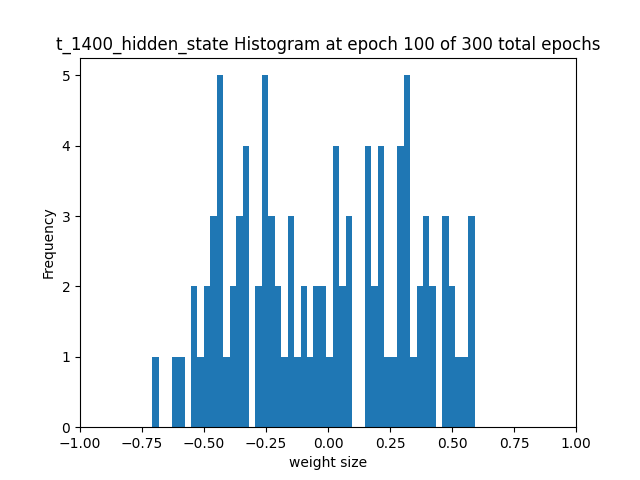 t_1400_hidden_state Histogram at epoch 100 of 300 total epochs
5
4
3
2
1
0
Frequency
−1.00 −0.75 −0.50 −0.25 0.00 0.25 0.50 0.75 1.00
weight size